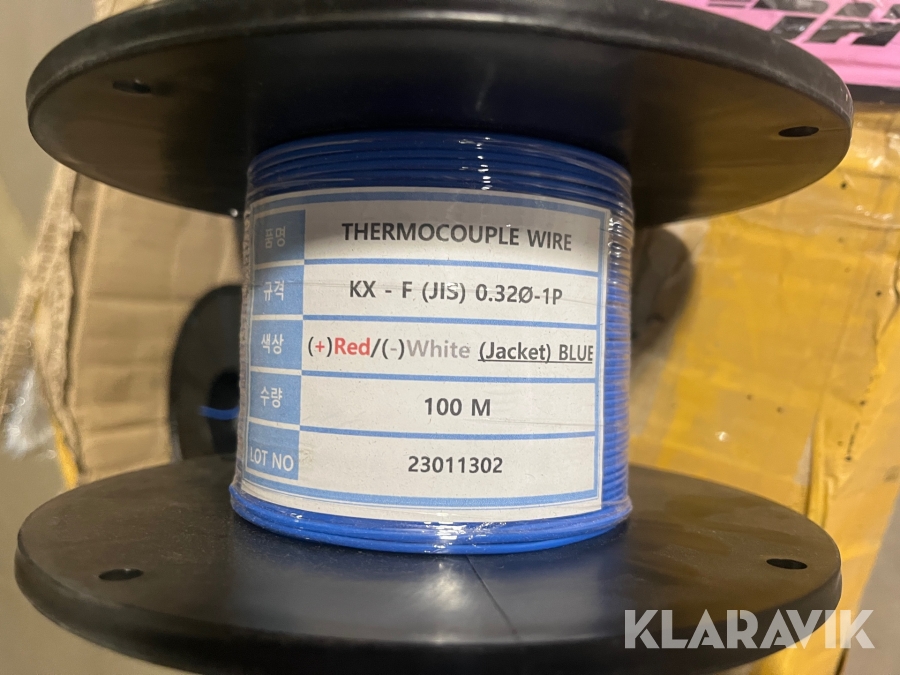 품명 THERMOCOUPLE WIRE
규격 KX - F (JIS) 0.32Ø-1P
색상 (+)Red/(-)White (Jacket) BLUE
수량 100 M
LOT NO 23011302
KLARAVIK